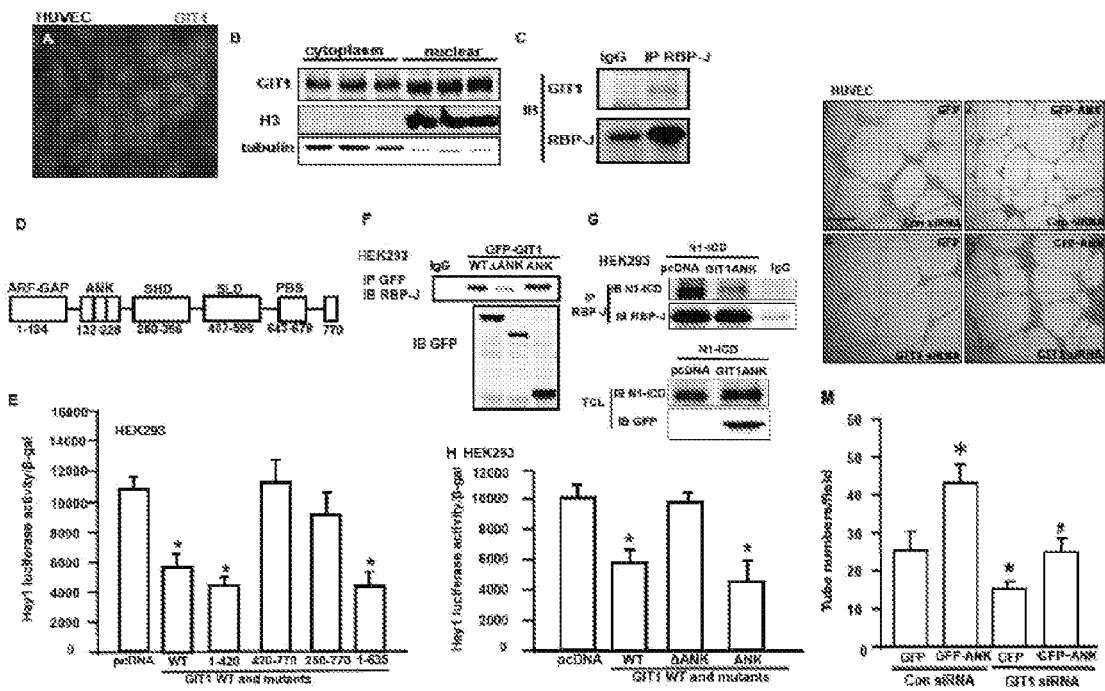 HUVEC GIT1
A
B
cytoplasm nuclear
GIT1
H3
tubulin
C
IgG IP RBP-J
GIT1
IB
RBP-J
HUVEC
GFP
GFP-ANK
Con siRNA
Con siRNA
GFP
GFP-ANK
GIT1 siRNA
GIT1 siRNA
D
ARF-GAP ANK SHD SLD PBS
1-124
770
F
HEK293
GFP-GIT1
IgG WT ΔANK ANK
IP GFP
IB RBP-J
IB GFP
G
HEK293
N1-ICD
pcDNA GIT1ANK IgG
IP
RBP-J
IB N1-ICD
IB RBP-J
N1-ICD
pcDNA GIT1ANK
TCL
IB N1-ICD
IB GFP
E
HEK293
Hey1 luciferase activity/β-gal
16000
14000
12000
10000
8000
6000
4000
2000
0
*
*
*
pcDNA WT 1-420 420-770 250-770 1-635
GIT1 WT and mutants
H HEK293
Hey1 luciferase activity/β-gal
12000
10000
8000
6000
4000
2000
0
*
*
pcDNA WT ΔANK ANK
GIT1 WT and mutants
M
Tube numbers/field
30
20
10
0
*
*
#
GFP GFP-ANK GFP GFP-ANK
Con siRNA GIT1 siRNA